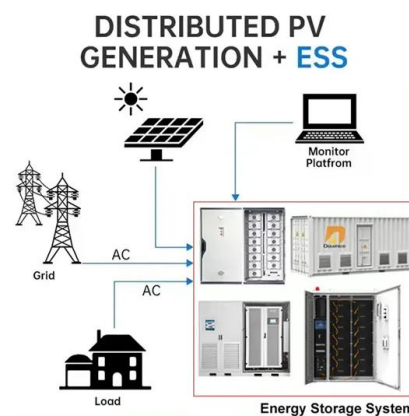 DISTRIBUTED PV
GENERATION + ESS
Monitor
Platfrom
Grid
AC
AC
Load
Energy Storage System